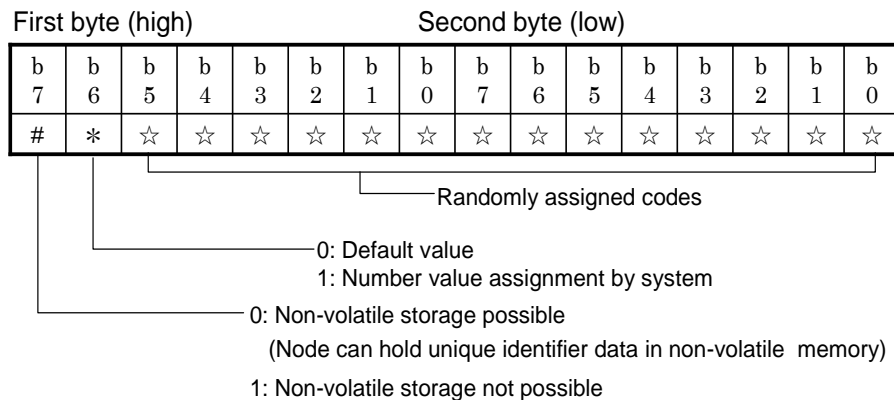 First byte (high) Second byte (low)
b b b b b b b b b b b b b b b b
7 6 5 4 3 2 1 0 7 6 5 4 3 2 1 0
# * ☆ ☆ ☆ ☆ ☆ ☆ ☆ ☆ ☆ ☆ ☆ ☆ ☆ ☆
Randomly assigned codes
0: Default value
1: Number value assignment by system
0: Non-volatile storage possible
(Node can hold unique identifier data in non-volatile memory)
1: Non-volatile storage not possible